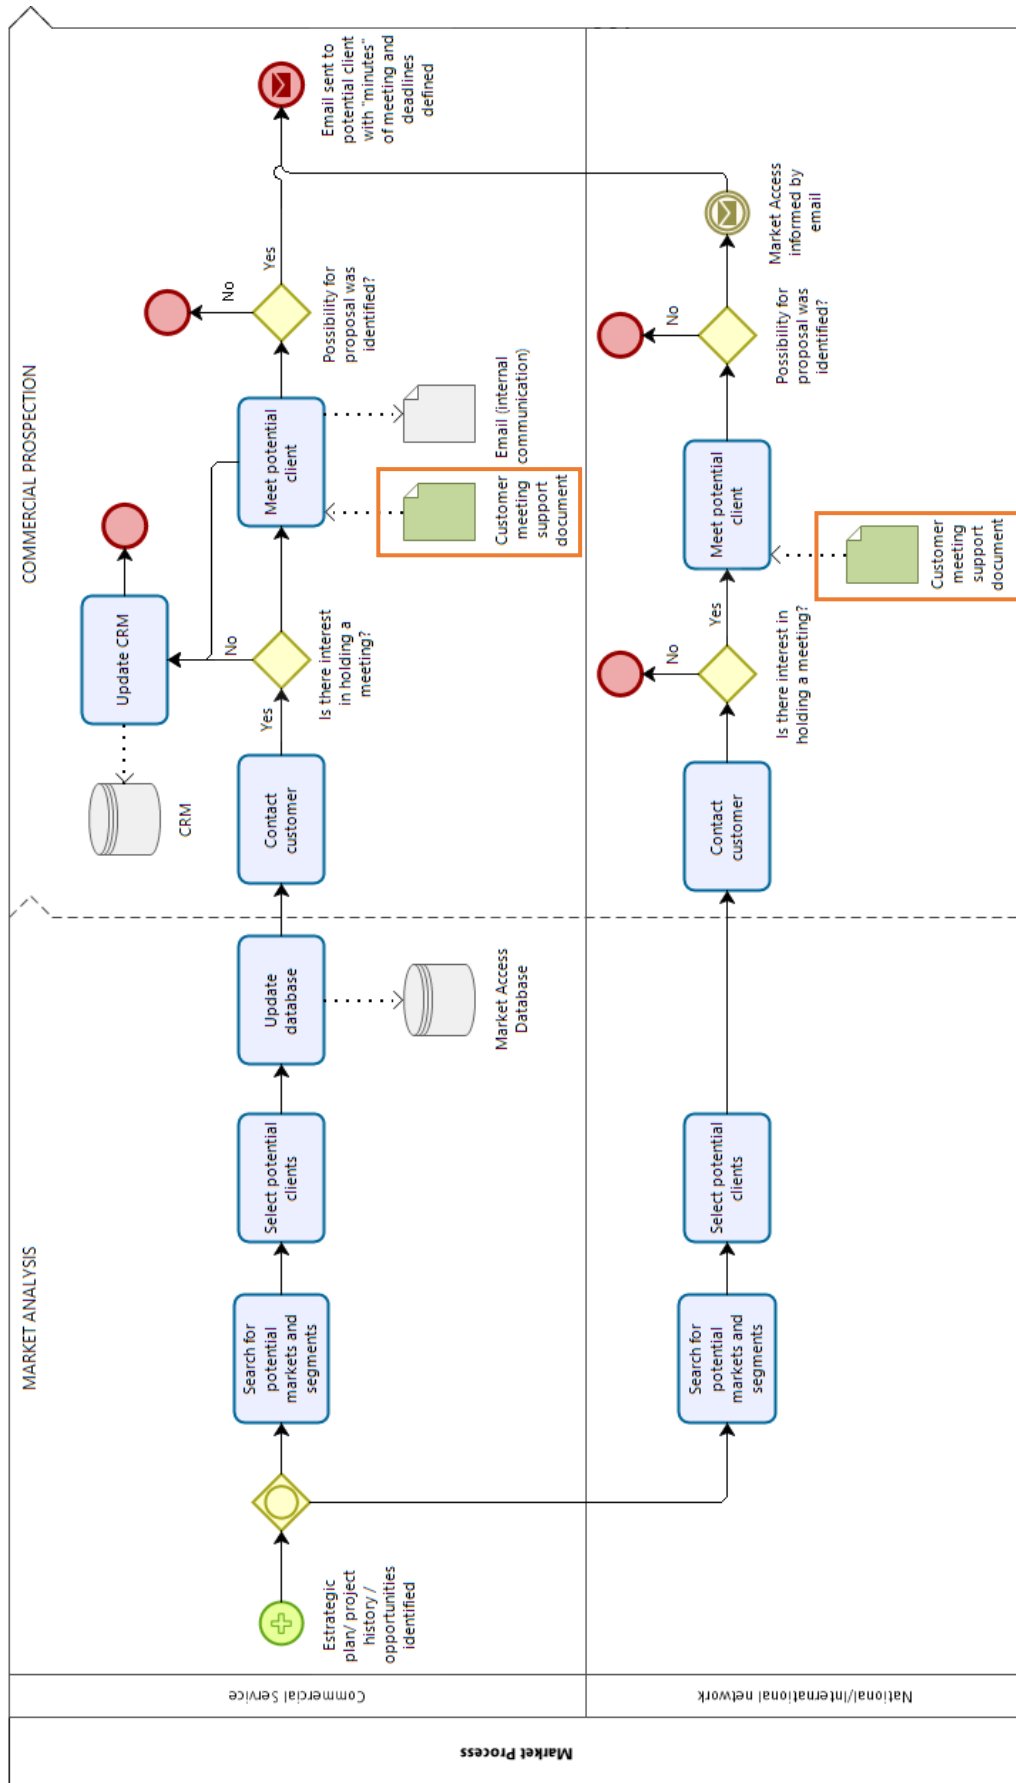 Market Process
Commercial Service
National/International network
MARKET ANALYSIS
COMMERCIAL PROSPECTION
Estrategic
plan/ project
history /
opportunities
identified
Search for
potential
markets and
segments
Select potential
clients
Update
database
Market Access
Database
Contact
customer
Yes
Is there interest
in holding a
meeting?
No
Update CRM
CRM
Meet potential
client
Customer
meeting
support
document
Email (internal
communication)
Possibility for
proposal was
identified?
No
Yes
Email sent to
potential client
with "minutes"
of meeting and
deadlines
defined
Search for
potential
markets and
segments
Select potential
clients
Contact
customer
Is there interest in
holding a meeting?
No
Yes
Meet potential
client
Customer
meeting
support
document
Possibility for
proposal was
identified?
No
Market Access
informed by
email